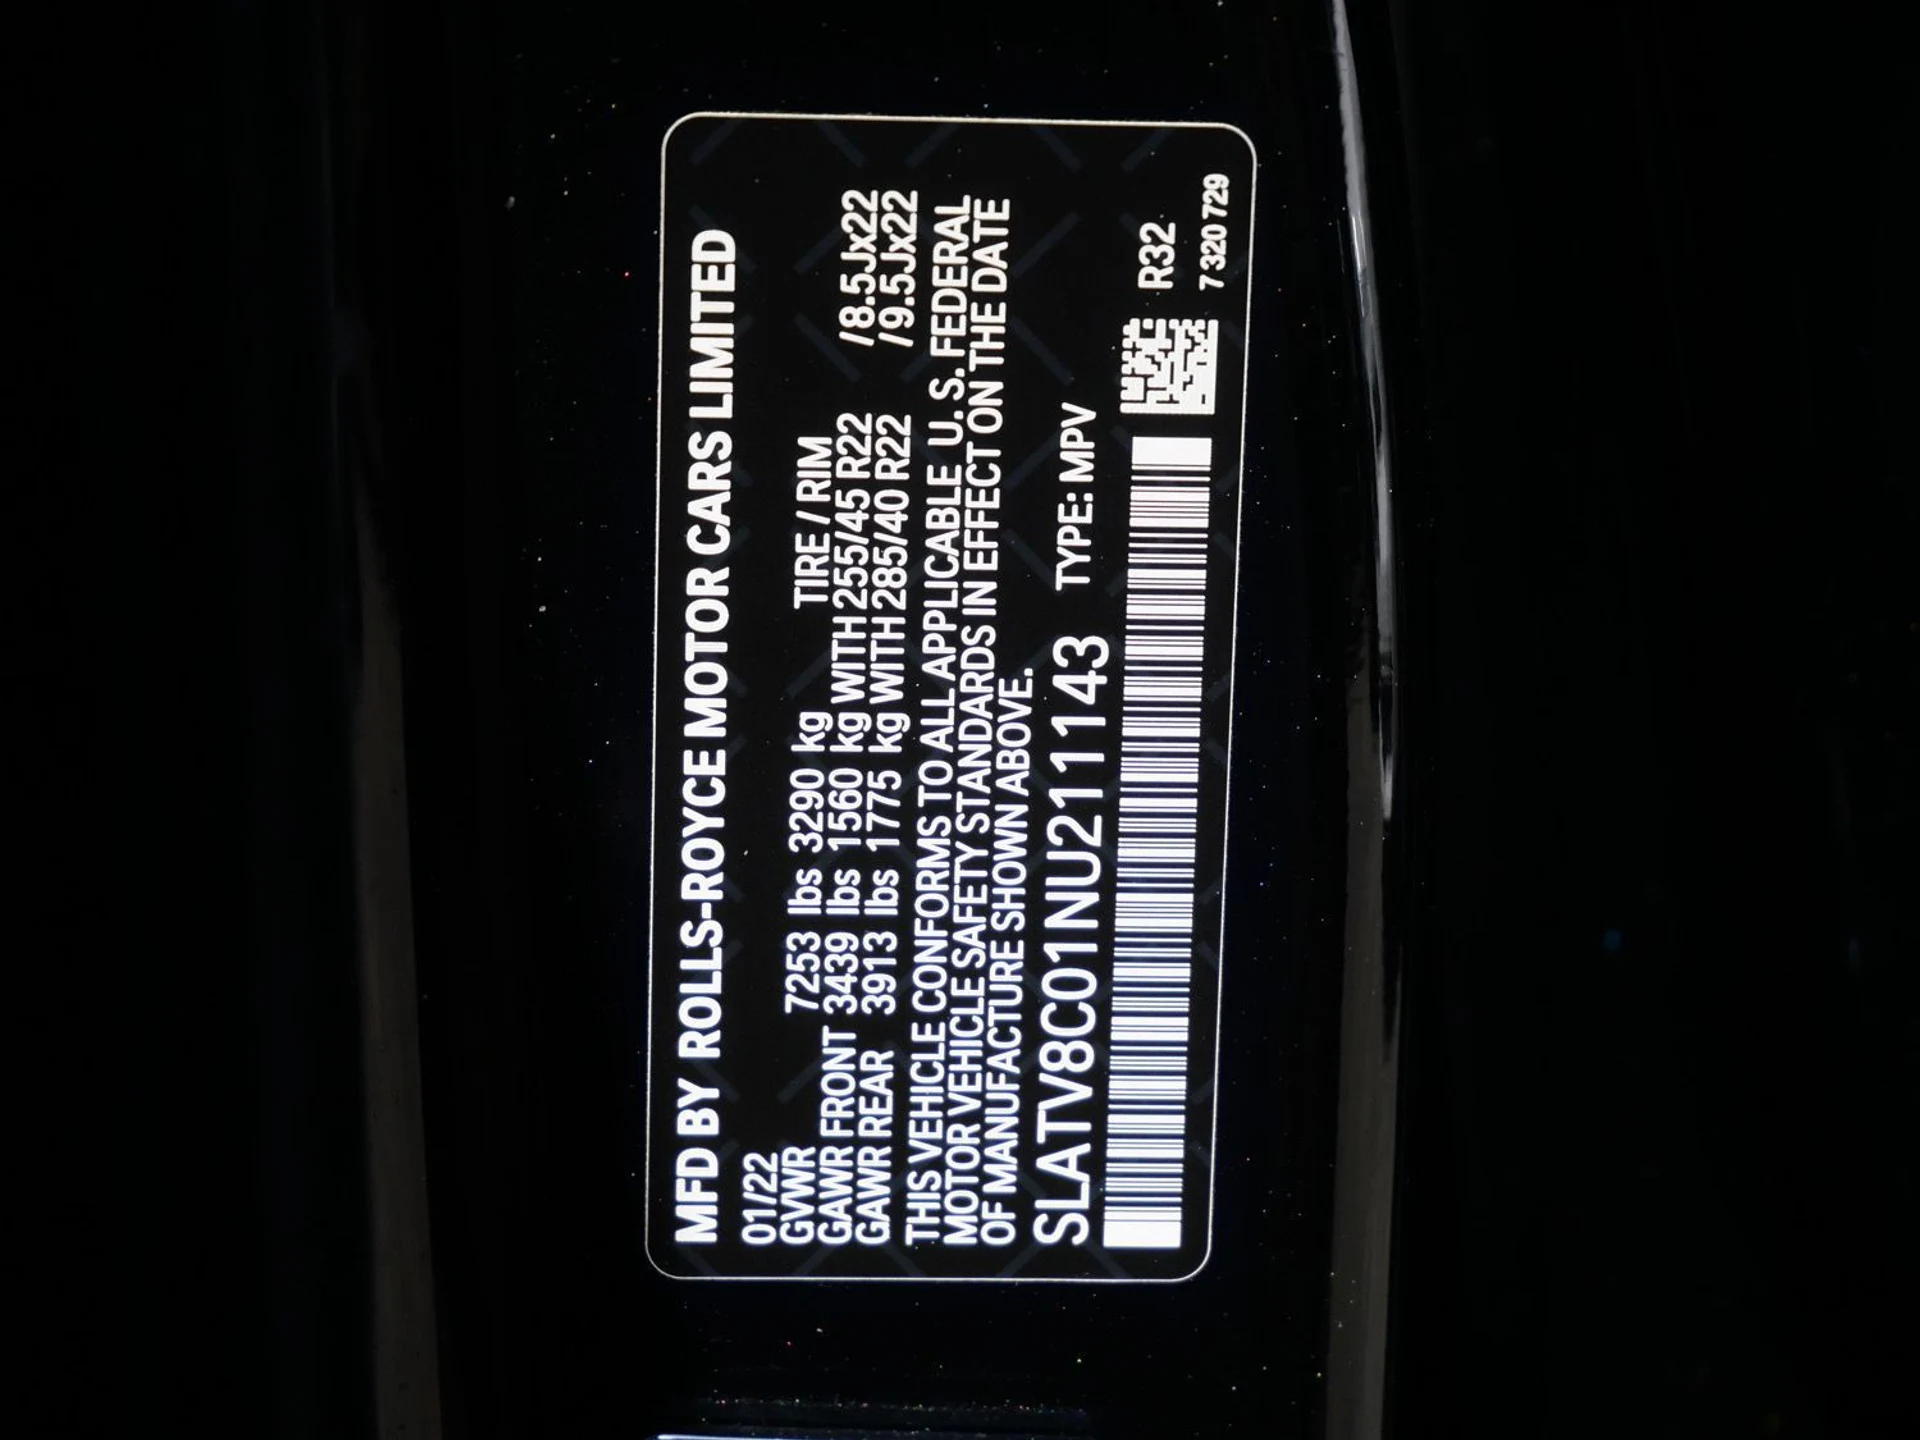 MFD BY ROLLS-ROYCE MOTOR CARS LIMITED
01/22
GVWR 7253 lbs 3290 kg TIRE / RIM
GAWR FRONT 3439 lbs 1560 kg WITH 255/45 R22 /8.5Jx22
GAWR REAR 3913 lbs 1775 kg WITH 285/40 R22 /9.5Jx22
THIS VEHICLE CONFORMS TO ALL APPLICABLE U.S. FEDERAL
MOTOR VEHICLE SAFETY STANDARDS IN EFFECT ON THE DATE
OF MANUFACTURE SHOWN ABOVE.
SLATV8C01NU211143 TYPE: MPV
R32
7 320 729